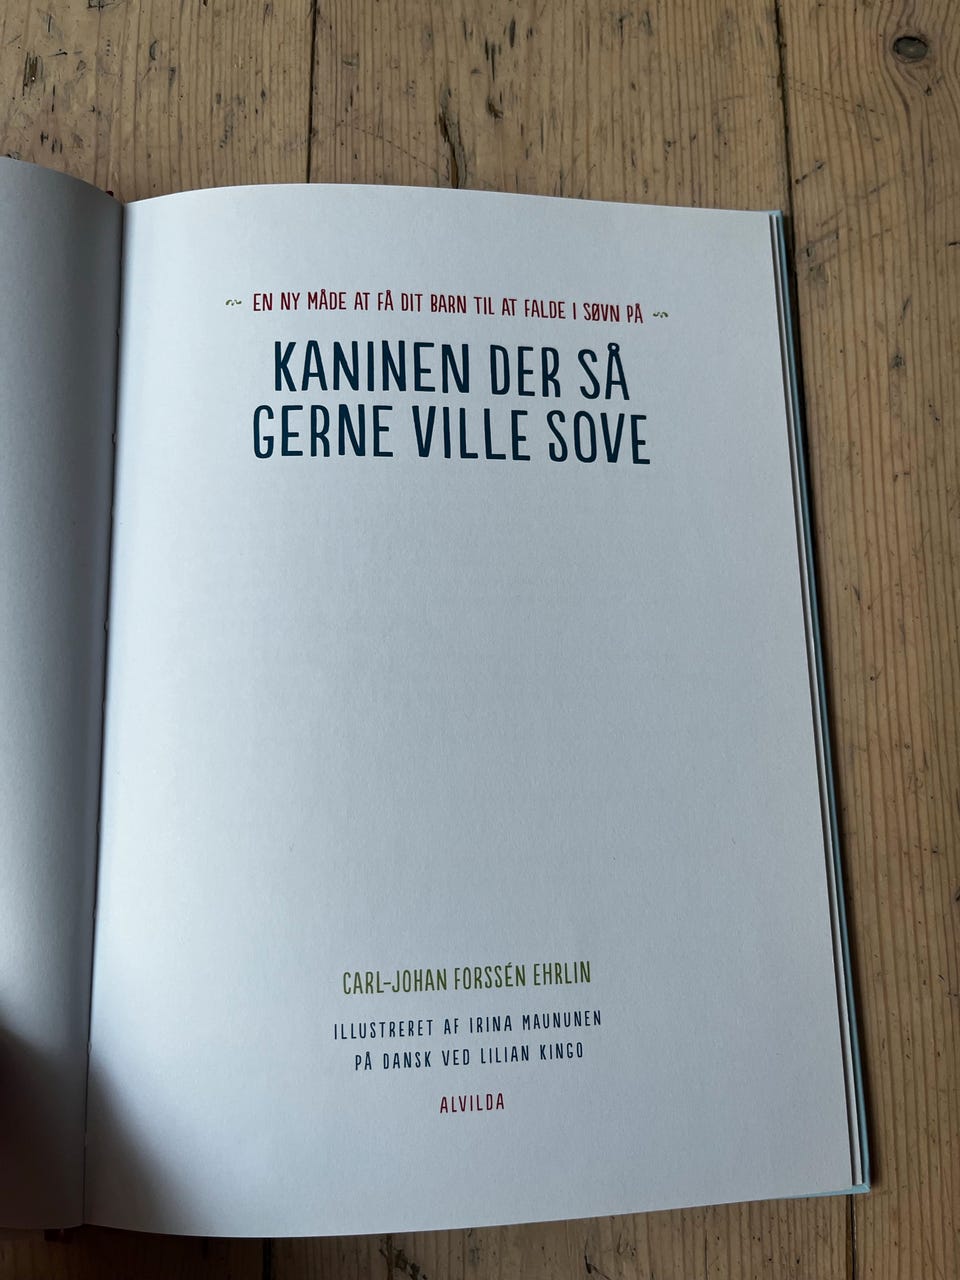 EN NY MÅDE AT FÅ DIT BARN TIL AT FALDE I SØVN PÅ
KANINEN DER SÅ
GERNE VILLE SOVE
CARL-JOHAN FORSSÉN EHRLIN
ILLUSTRERET AF IRINA MAUNUNEN
PÅ DANSK VED LILIAN KINGO
ALVILDA